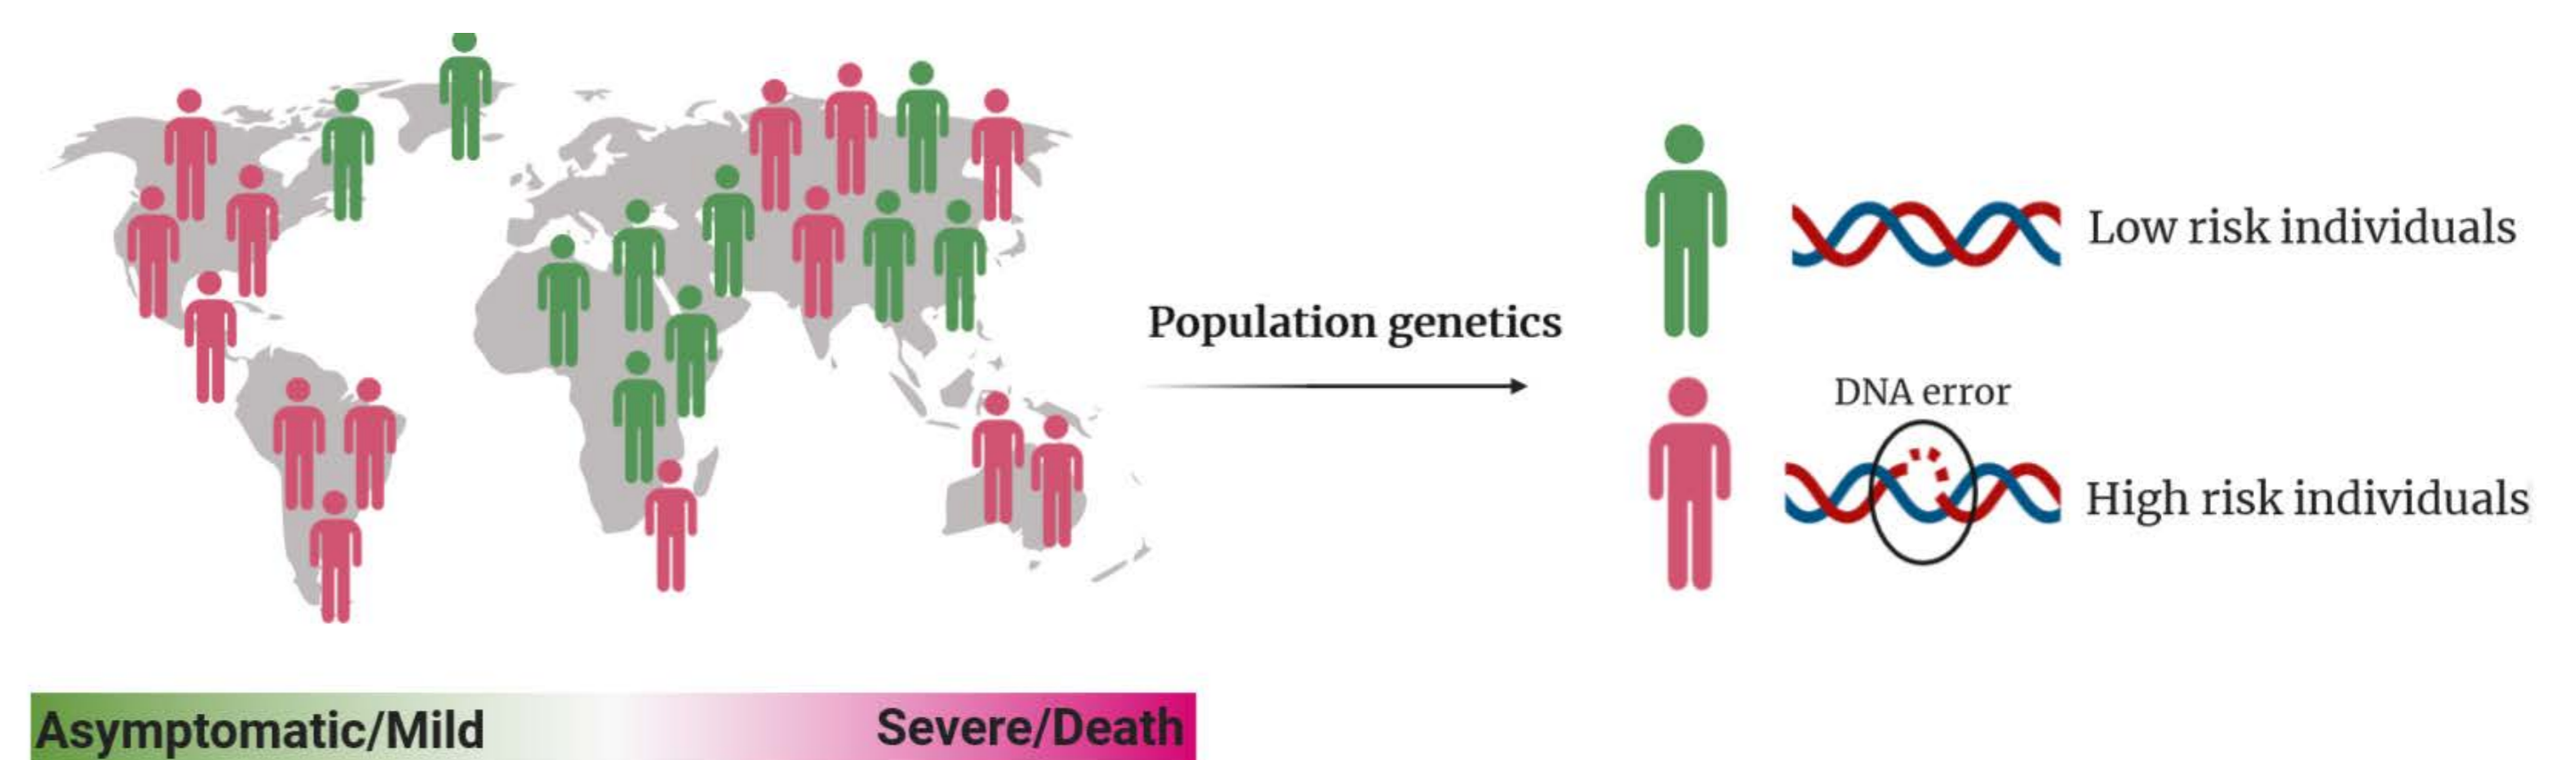 Population genetics
Low risk individuals
DNA error
High risk individuals
Asymptomatic/Mild
Severe/Death